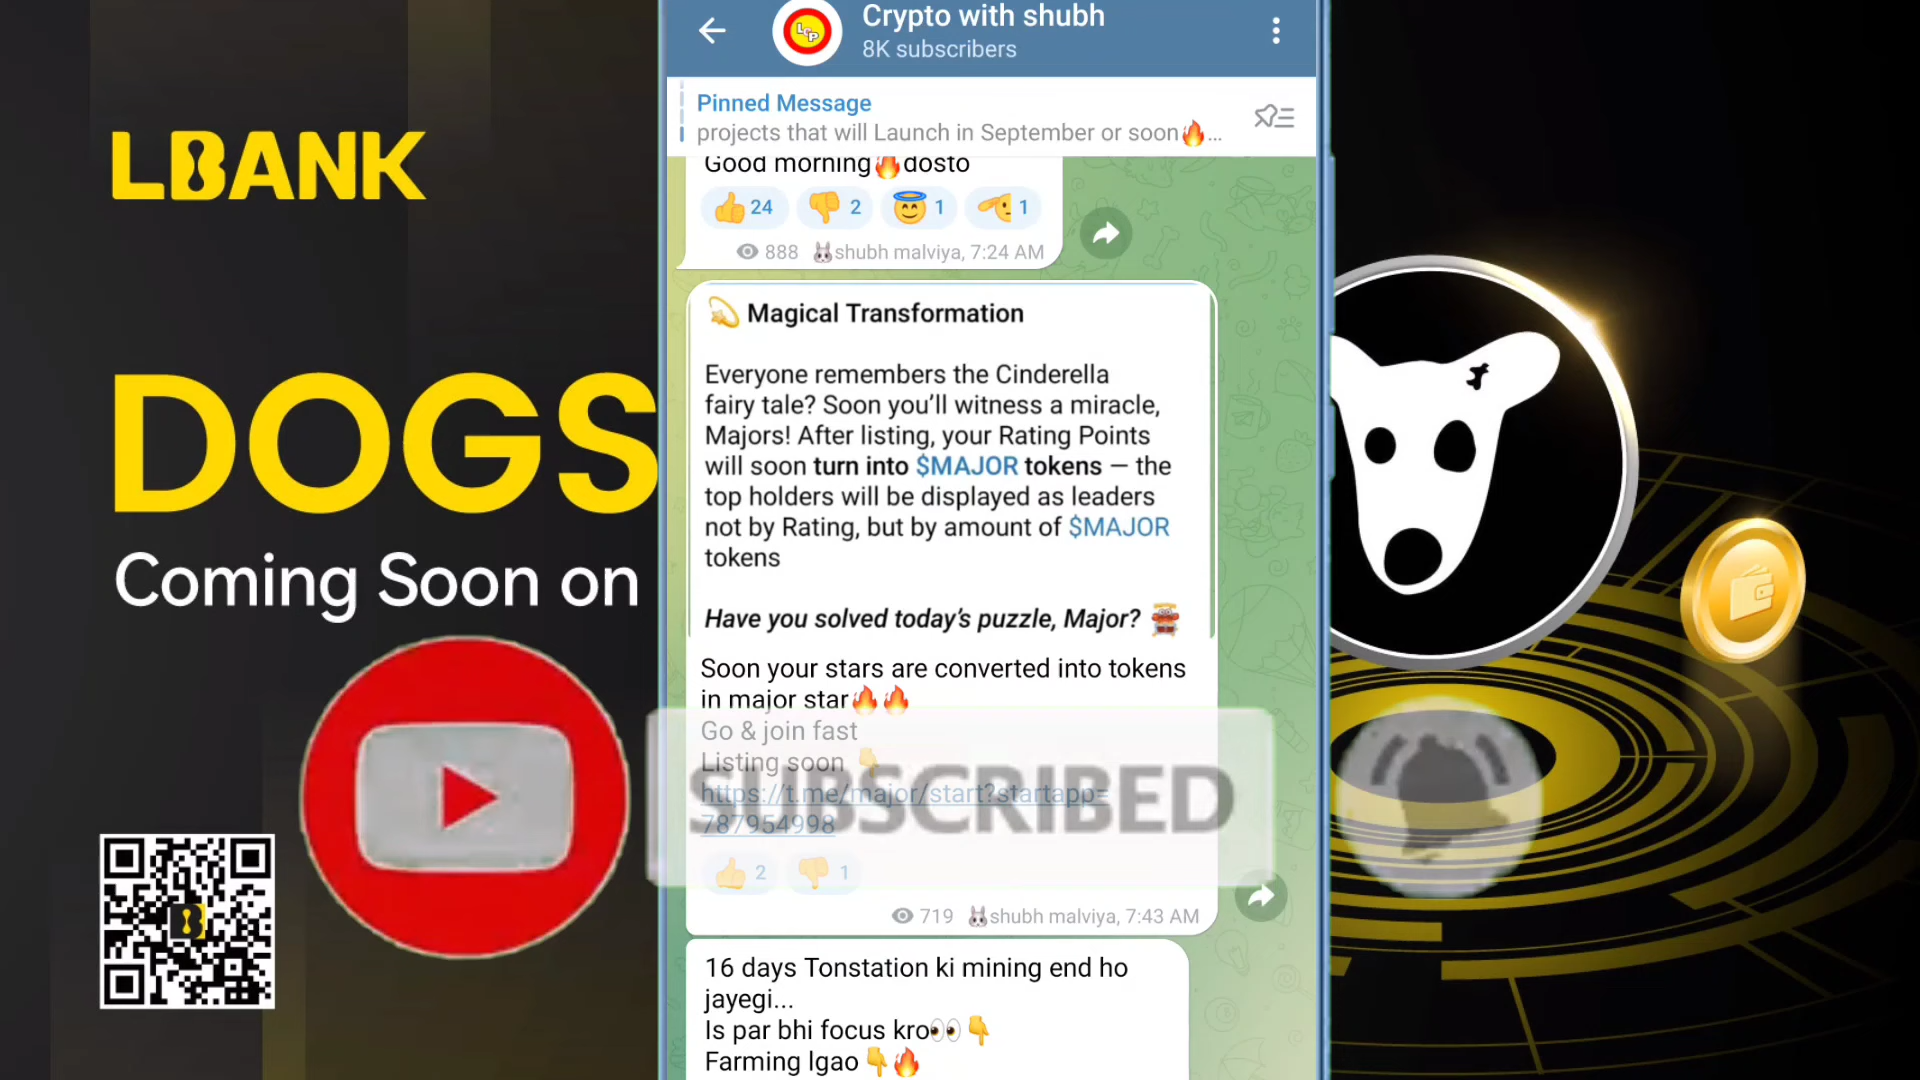 LBANK
DOGS
Coming Soon on
Crypto with shubh
8K subscribers
Pinned Message
projects that will Launch in September or soon🔥...
Good morning🔥dosto
👍 24 👎 2 😇 1 🫡 1
888 🐰shubh malviya, 7:24 AM
💫 Magical Transformation
Everyone remembers the Cinderella
fairy tale? Soon you'll witness a miracle,
Majors! After listing, your Rating Points
will soon turn into $MAJOR tokens — the
top holders will be displayed as leaders
not by Rating, but by amount of $MAJOR
tokens
Have you solved today's puzzle, Major?
Soon your stars are converted into tokens
in major star🔥🔥
Go & join fast
Listing soon 👇
https://t.me/major/start?startapp=
787954998
SUBSCRIBED
👍 2 👎 1
719 🐰shubh malviya, 7:43 AM
16 days Tonstation ki mining end ho
jayegi...
Is par bhi focus kro👀👇
Farming lgao 👇🔥